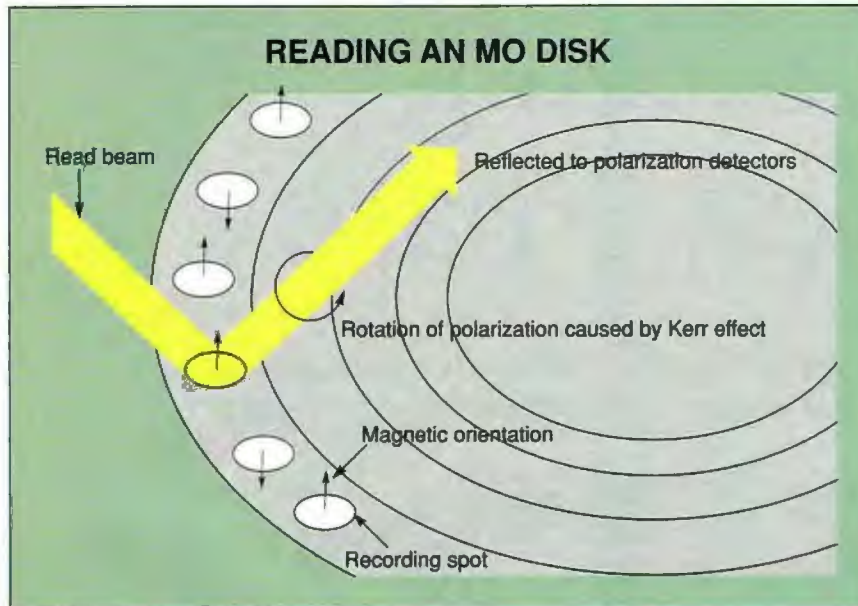 READING AN MO DISK
Read beam
Reflected to polarization detectors
Rotation of polarization caused by Kerr effect
Magnetic orientation
Recording spot